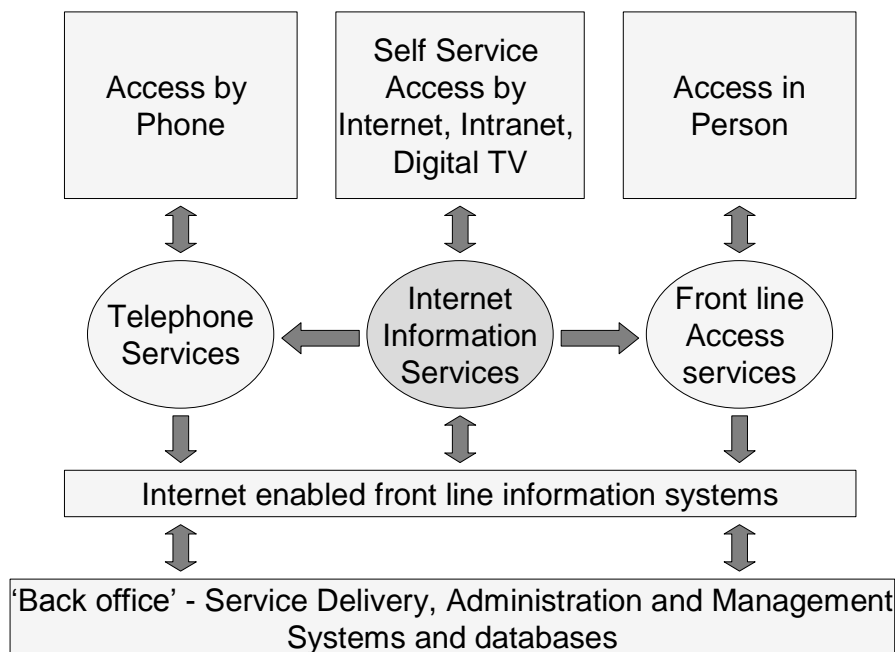 Access by
Phone
Self Service
Access by
Internet, Intranet,
Digital TV
Access in
Person
Telephone
Services
Internet
Information
Services
Front line
Access
services
Internet enabled front line information systems
‘Back office’ - Service Delivery, Administration and Management
Systems and databases